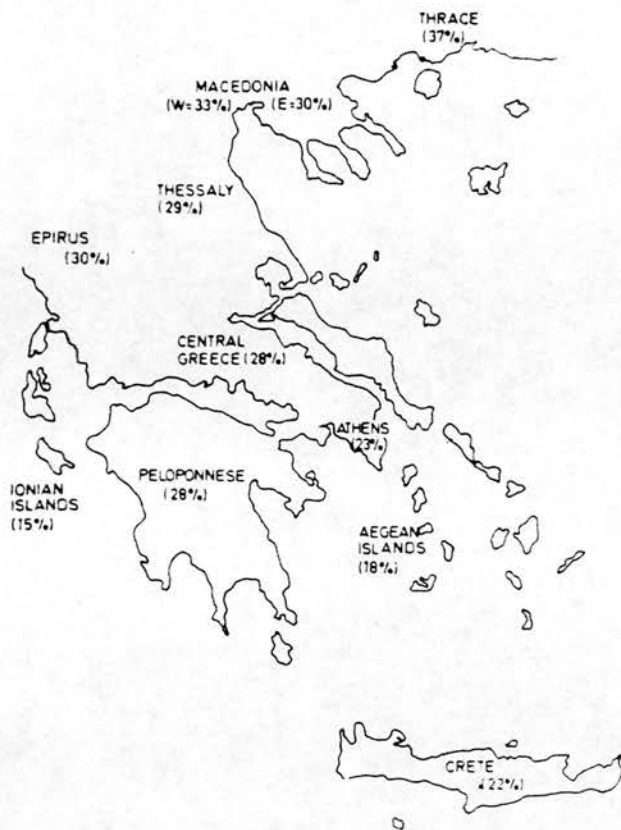 THRACE
(37%)
MACEDONIA
(W=33%) (E=30%)
THESSALY
(29%)
EPIRUS
(30%)
CENTRAL
GREECE (28%)
ATHENS
(23%)
PELOPONNESE
(28%)
IONIAN
ISLANDS
(15%)
AEGEAN
ISLANDS
(18%)
CRETE
(22%)